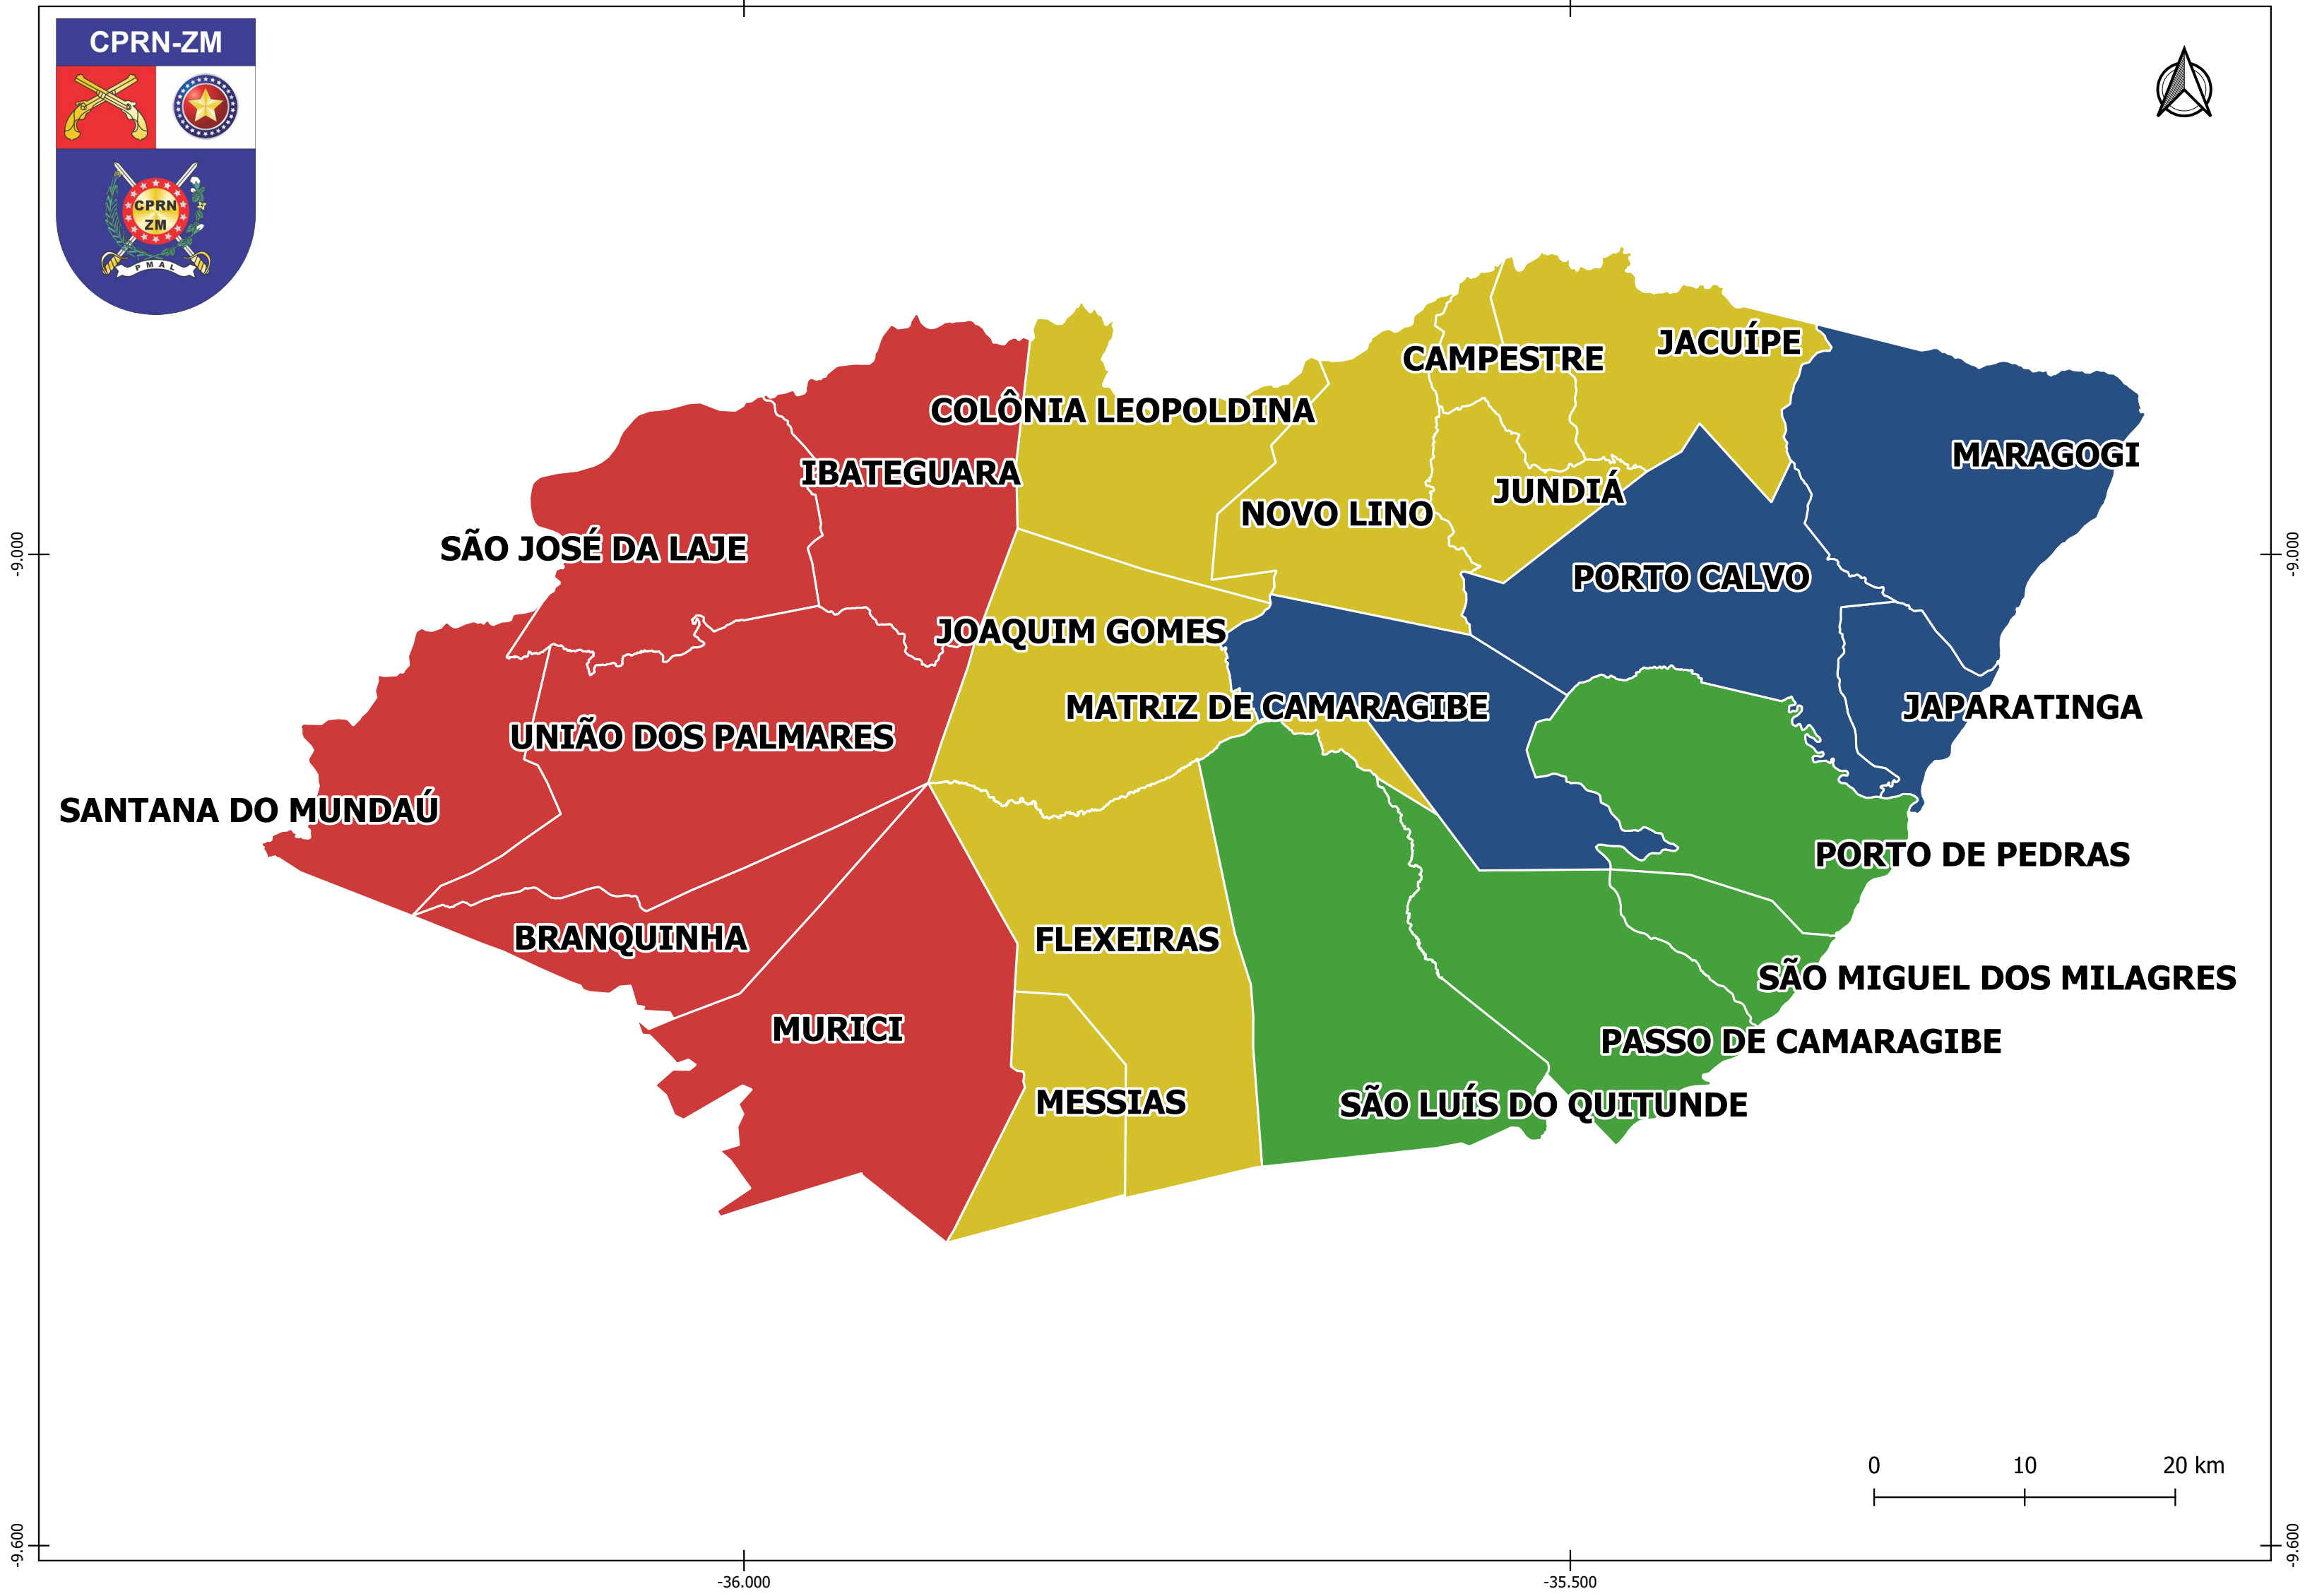 CPRN-ZM
CPRN
ZM
PMAL
JACUÍPE
CAMPESTRE
COLÔNIA LEOPOLDINA
MARAGOGI
IBATEGUARA
JUNDIÁ
NOVO LINO
SÃO JOSÉ DA LAJE
-9.000
-9.000
PORTO CALVO
JOAQUIM GOMES
MATRIZ DE CAMARAGIBE
JAPARATINGA
UNIÃO DOS PALMARES
SANTANA DO MUNDAÚ
PORTO DE PEDRAS
BRANQUINHA
FLEXEIRAS
SÃO MIGUEL DOS MILAGRES
MURICI
PASSO DE CAMARAGIBE
MESSIAS
SÃO LUÍS DO QUITUNDE
0 10 20 km
-9.600
-9.600
-36.000
-35.500